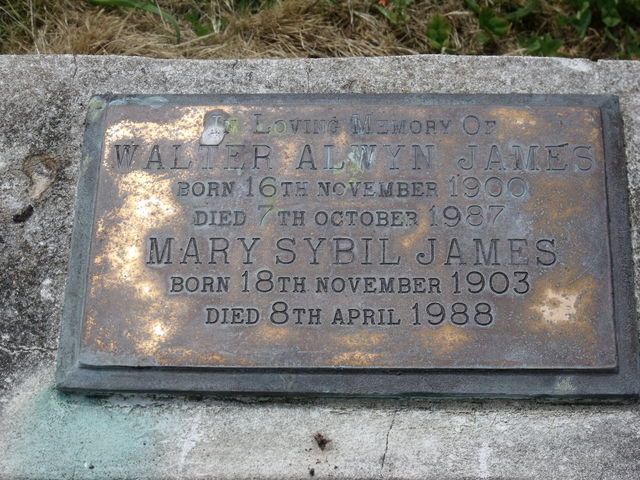 In Loving Memory Of
WALTER ALWYN JAMES
BORN 16TH NOVEMBER 1900
DIED 7TH OCTOBER 1987
MARY SYBIL JAMES
BORN 18TH NOVEMBER 1903
DIED 8TH APRIL 1988